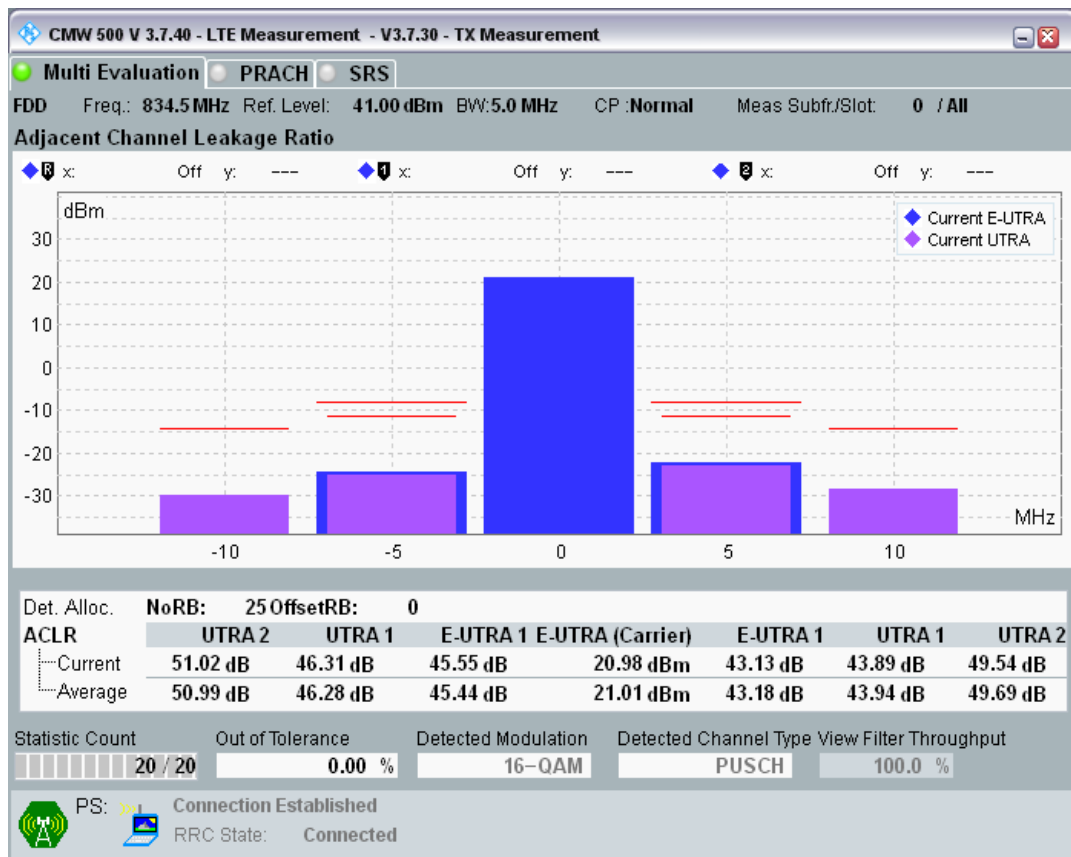 CMW 500 V 3.7.40 - LTE Measurement - V3.7.30 - TX Measurement
Multi Evaluation PRACH SRS
FDD Freq.: 834.5 MHz Ref. Level: 41.00 dBm BW:5.0 MHz CP :Normal Meas Subfr./Slot: 0 / All
Adjacent Channel Leakage Ratio
R x: Off y: --- 1 x: Off y: --- 2 x: Off y: ---
dBm
Current E-UTRA
Current UTRA
30
20
10
0
-10
-20
-30
MHz
-10 -5 0 5 10
Det. Alloc. NoRB: 25 OffsetRB: 0
ACLR UTRA 2 UTRA 1 E-UTRA 1 E-UTRA (Carrier) E-UTRA 1 UTRA 1 UTRA 2
Current 51.02 dB 46.31 dB 45.55 dB 20.98 dBm 43.13 dB 43.89 dB 49.54 dB
Average 50.99 dB 46.28 dB 45.44 dB 21.01 dBm 43.18 dB 43.94 dB 49.69 dB
Statistic Count Out of Tolerance Detected Modulation Detected Channel Type View Filter Throughput
20 / 20 0.00 % 16-QAM PUSCH 100.0 %
PS: Connection Established
RRC State: Connected